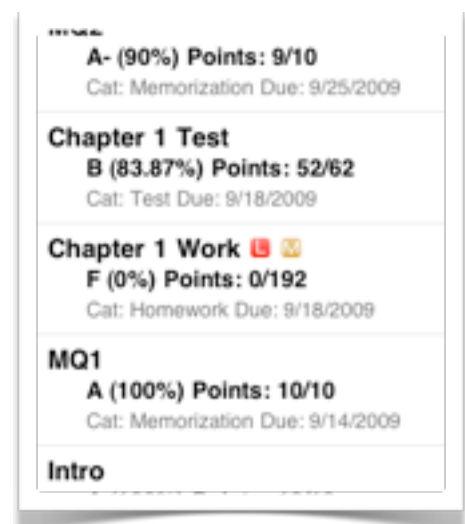 MQ2
A- (90%) Points: 9/10
Cat: Memorization Due: 9/25/2009
Chapter 1 Test
B (83.87%) Points: 52/62
Cat: Test Due: 9/18/2009
Chapter 1 Work L M
F (0%) Points: 0/192
Cat: Homework Due: 9/18/2009
MQ1
A (100%) Points: 10/10
Cat: Memorization Due: 9/14/2009
Intro